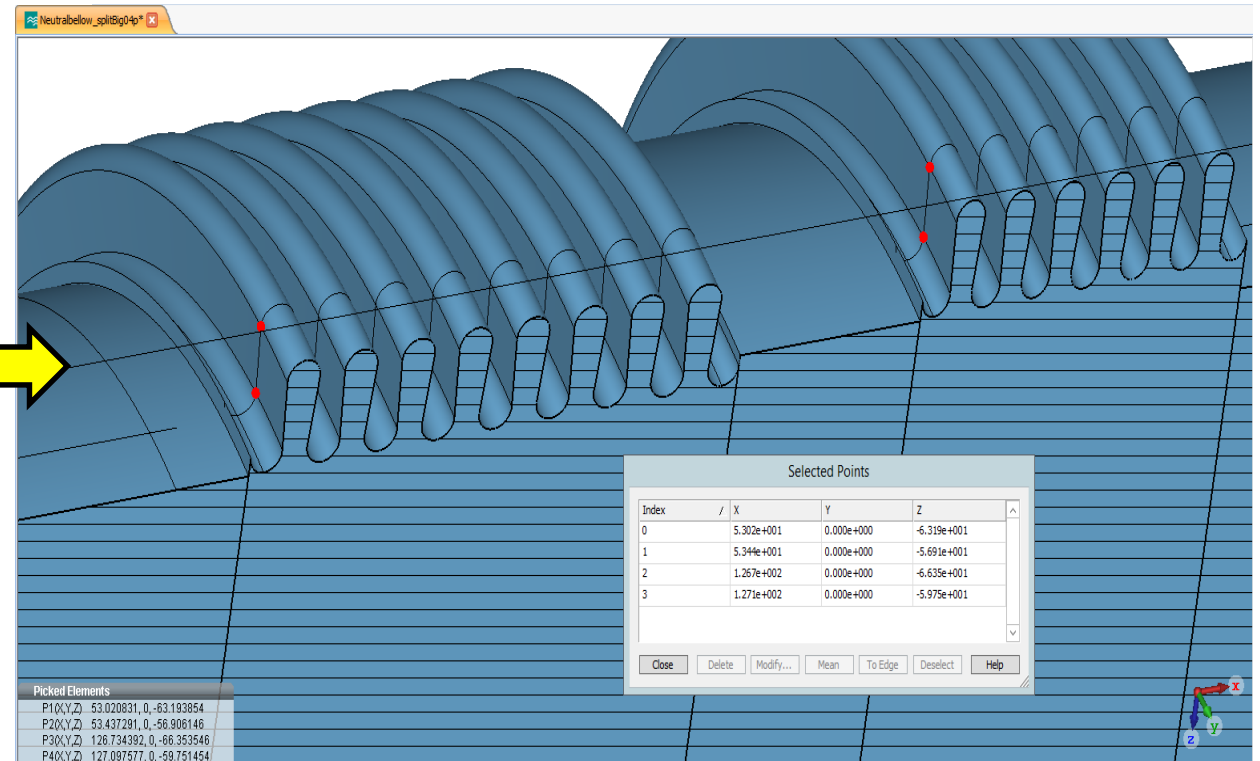 Neutralbellow_splitBig04p*
Selected Points
Index / X Y Z
0 5.302e+001 0.000e+000 -6.319e+001
1 5.344e+001 0.000e+000 -5.691e+001
2 1.267e+002 0.000e+000 -6.635e+001
3 1.271e+002 0.000e+000 -5.975e+001
Close Delete Modify... Mean To Edge Deselect Help
Picked Elements
P1(X,Y,Z) 53.020831, 0, -63.193854
P2(X,Y,Z) 53.437291, 0, -56.906146
P3(X,Y,Z) 126.734392, 0, -66.353546
P4(X,Y,Z) 127.097577, 0, -59.751454
x
y
z